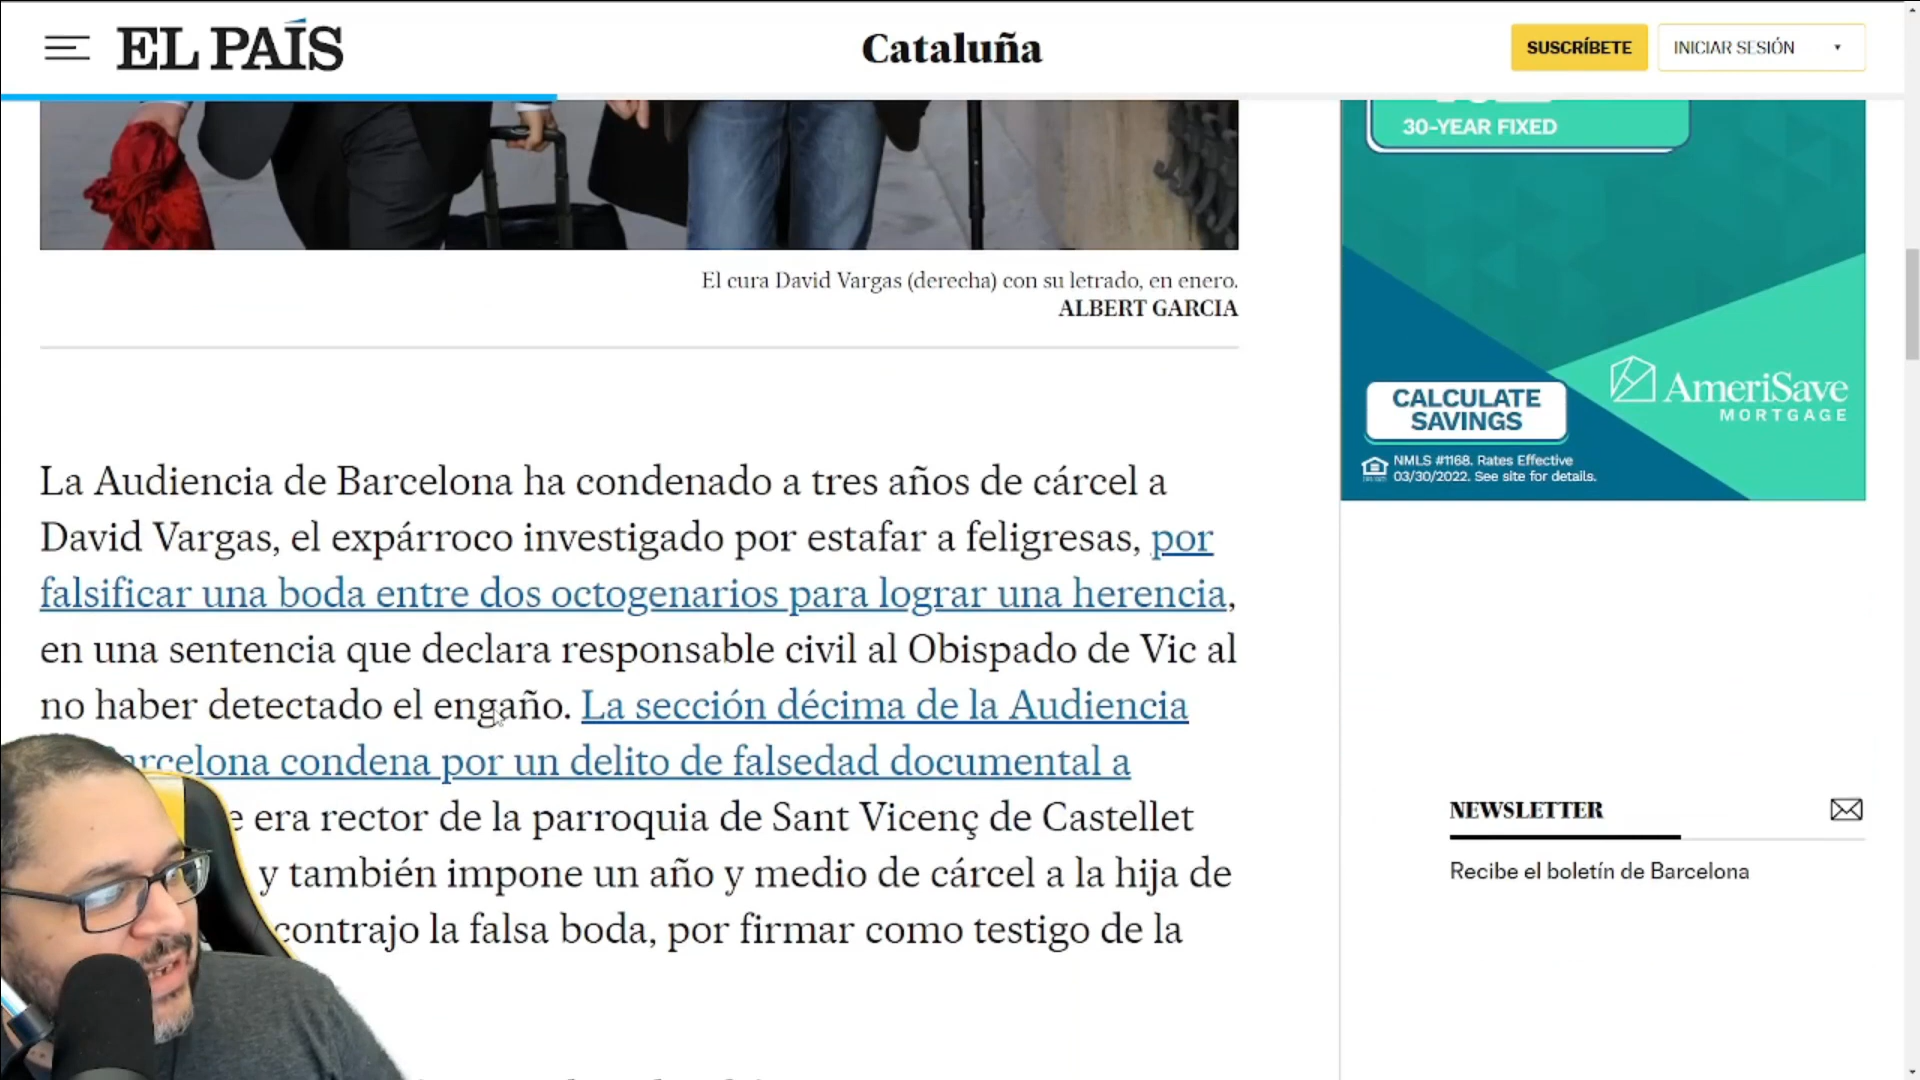 EL PAÍS
Cataluña
SUSCRÍBETE
INICIAR SESIÓN
30-YEAR FIXED
CALCULATE
SAVINGS
AmeriSave
MORTGAGE
NMLS #1168. Rates Effective
03/30/2022. See site for details.
El cura David Vargas (derecha) con su letrado, en enero.
ALBERT GARCIA
La Audiencia de Barcelona ha condenado a tres años de cárcel a
David Vargas, el expárroco investigado por estafar a feligresas, por
falsificar una boda entre dos octogenarios para lograr una herencia,
en una sentencia que declara responsable civil al Obispado de Vic al
no haber detectado el engaño. La sección décima de la Audiencia
condena por un delito de falsedad documental a
era rector de la parroquia de Sant Vicenç de Castellet
y también impone un año y medio de cárcel a la hija de
contrajo la falsa boda, por firmar como testigo de la
NEWSLETTER
Recibe el boletín de Barcelona